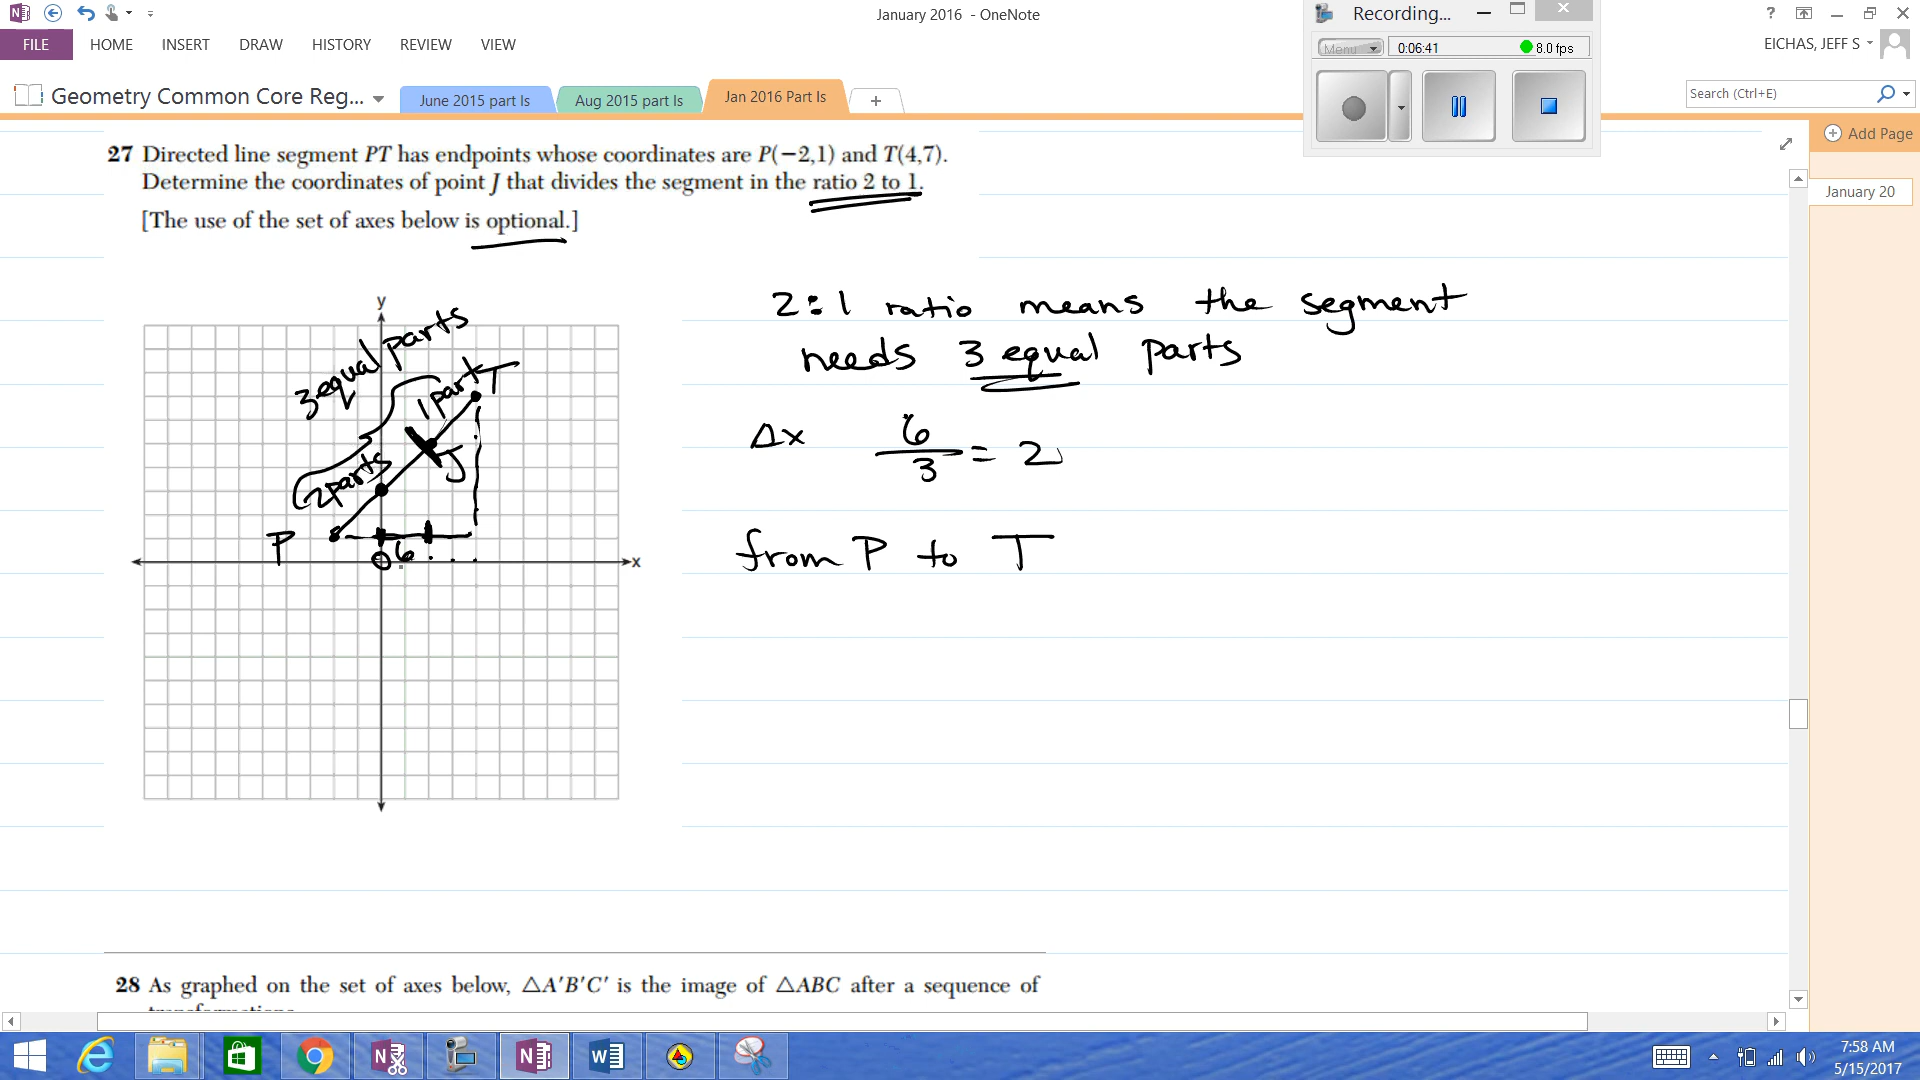 January 2016 - OneNote
Recording...
?
FILE HOME INSERT DRAW HISTORY REVIEW VIEW
Menu
0:06:41
8.0 fps
EICHAS, JEFF S
Geometry Common Core Reg...
June 2015 part Is
Aug 2015 part Is
Jan 2016 Part Is
+
Search (Ctrl+E)
Add Page
January 20
27 Directed line segment PT has endpoints whose coordinates are P(−2,1) and T(4,7).
Determine the coordinates of point J that divides the segment in the ratio 2 to 1.
[The use of the set of axes below is optional.]
y
3 equal parts
1 part
T
2 parts
J
P
6
x
2:1 ratio means the segment
needs 3 equal parts
Δx 6/3 = 2
from P to T
28 As graphed on the set of axes below, △A′B′C′ is the image of △ABC after a sequence of
7:58 AM
5/15/2017